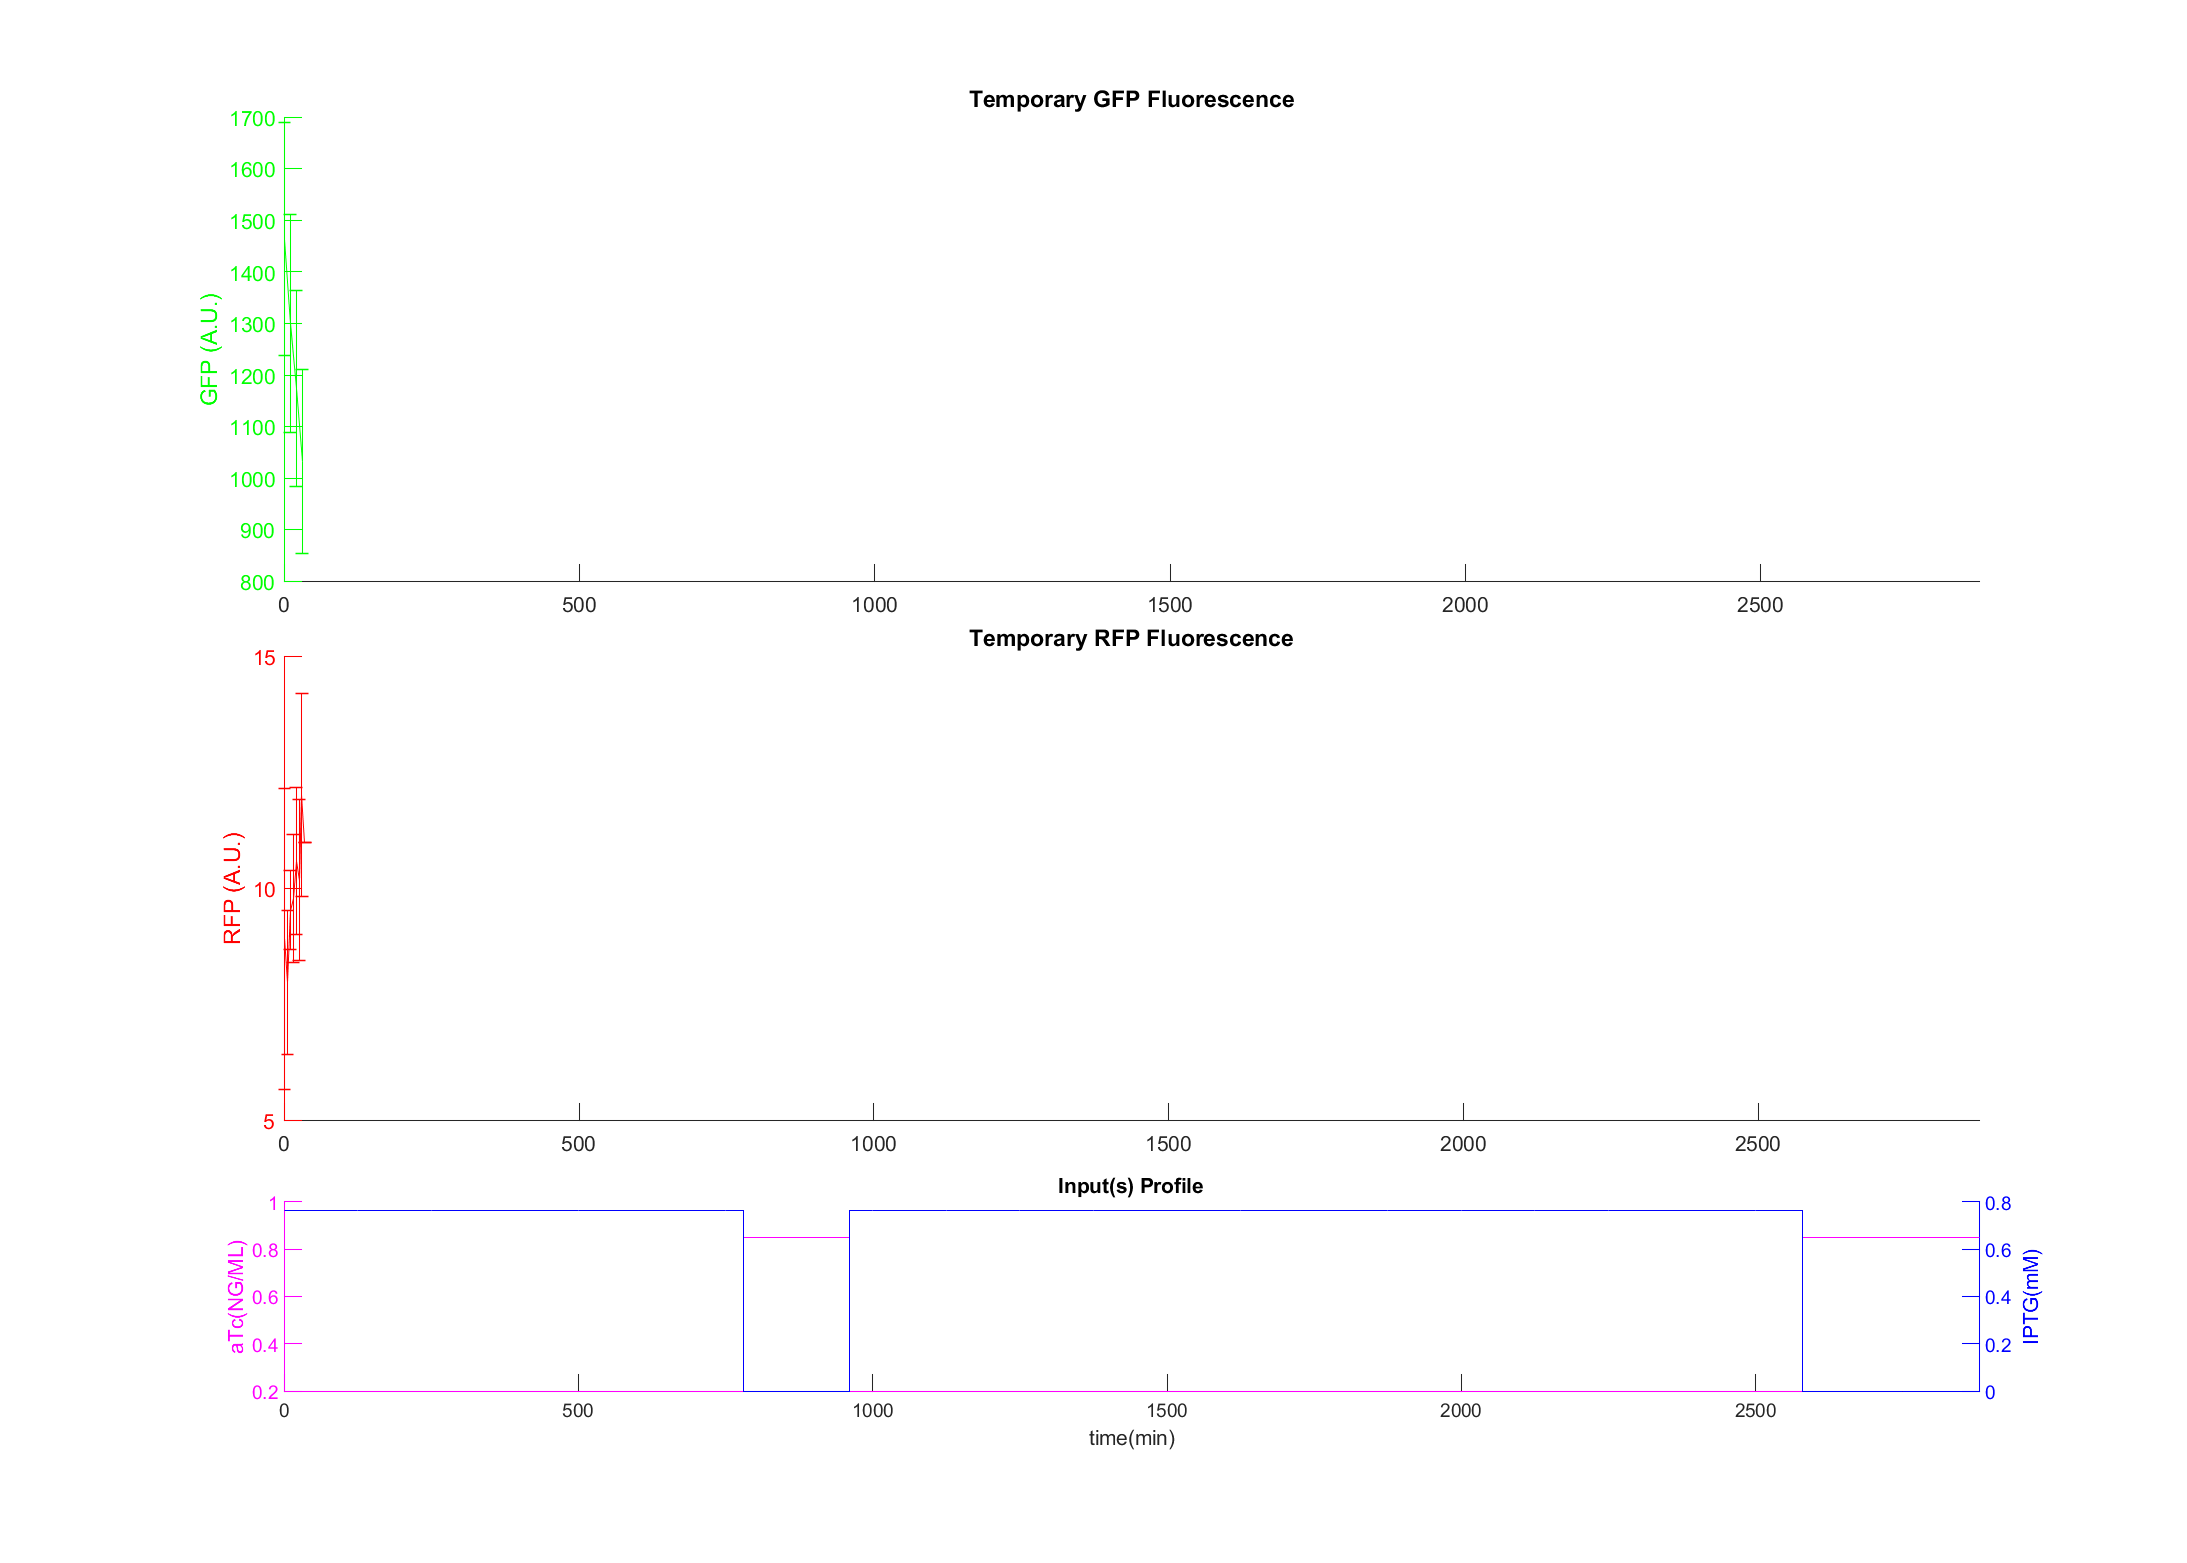 Temporary GFP Fluorescence
1700
1600
1500
1400
1300
1200
1100
1000
900
800
GFP (A.U.)
0 500 1000 1500 2000 2500
Temporary RFP Fluorescence
15
10
5
RFP (A.U.)
0 500 1000 1500 2000 2500
Input(s) Profile
1
0.8
0.6
0.4
0.2
aTc(NG/ML)
0.8
0.6
0.4
0.2
0
IPTG(mM)
0 500 1000 1500 2000 2500
time(min)